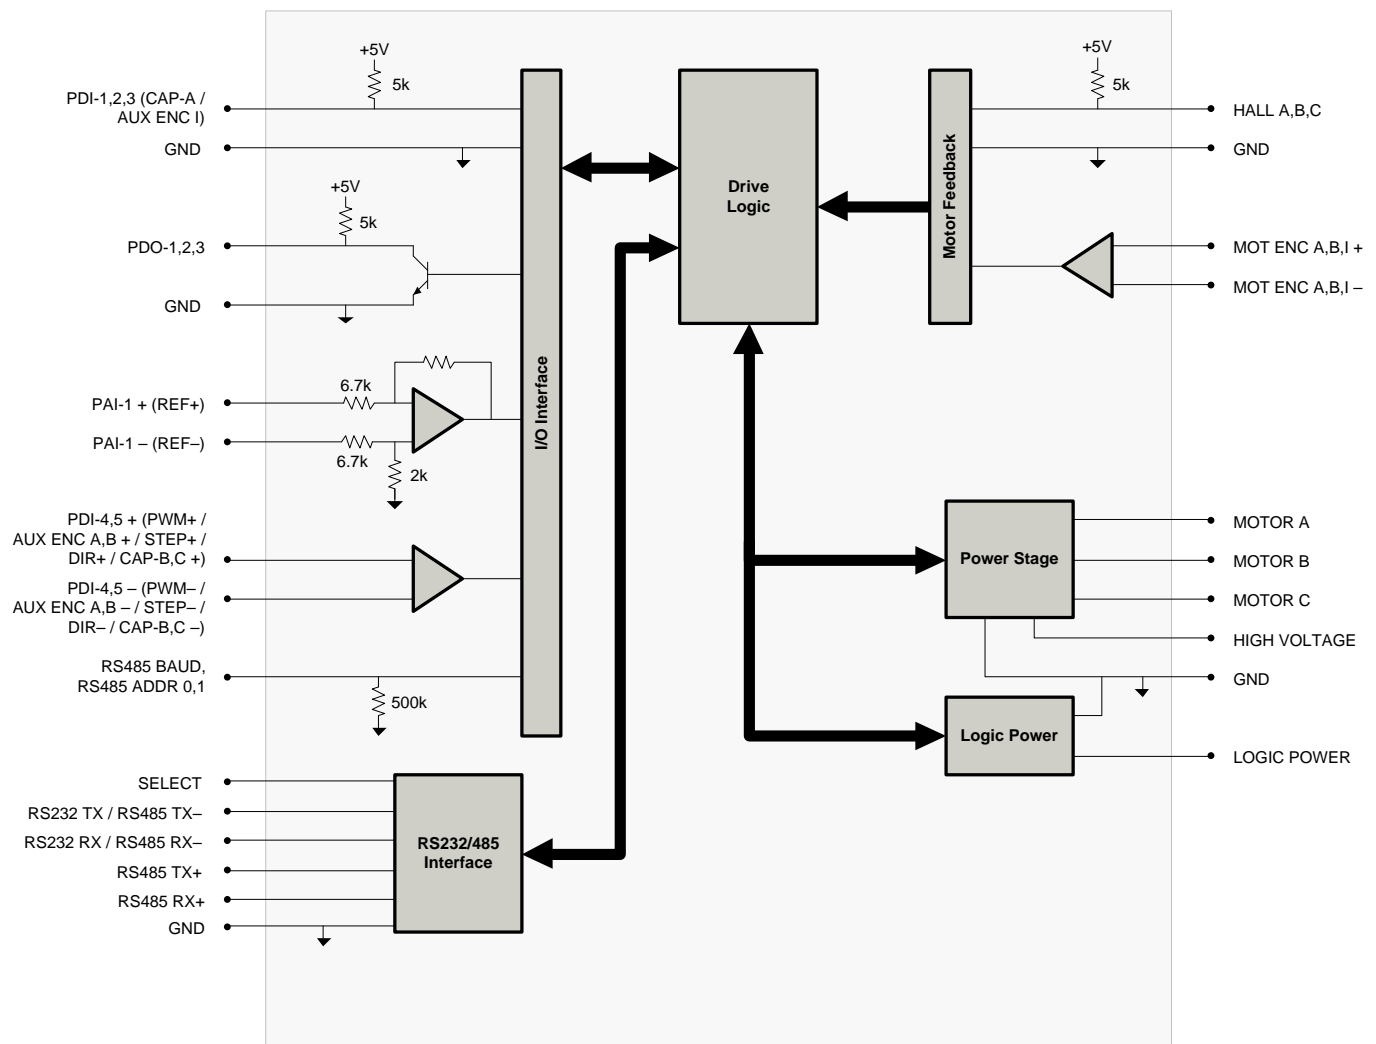 +5V
5k
PDI-1,2,3 (CAP-A /
AUX ENC I)
GND
+5V
5k
PDO-1,2,3
GND
6.7k
PAI-1 + (REF+)
PAI-1 – (REF–)
6.7k
2k
PDI-4,5 + (PWM+ /
AUX ENC A,B + / STEP+ /
DIR+ / CAP-B,C +)
PDI-4,5 – (PWM– /
AUX ENC A,B – / STEP– /
DIR– / CAP-B,C –)
RS485 BAUD,
RS485 ADDR 0,1
500k
I/O Interface
SELECT
RS232 TX / RS485 TX–
RS232 RX / RS485 RX–
RS485 TX+
RS485 RX+
GND
RS232/485
Interface
Drive
Logic
Motor Feedback
+5V
5k
HALL A,B,C
GND
MOT ENC A,B,I +
MOT ENC A,B,I –
Power Stage
MOTOR A
MOTOR B
MOTOR C
HIGH VOLTAGE
GND
Logic Power
LOGIC POWER